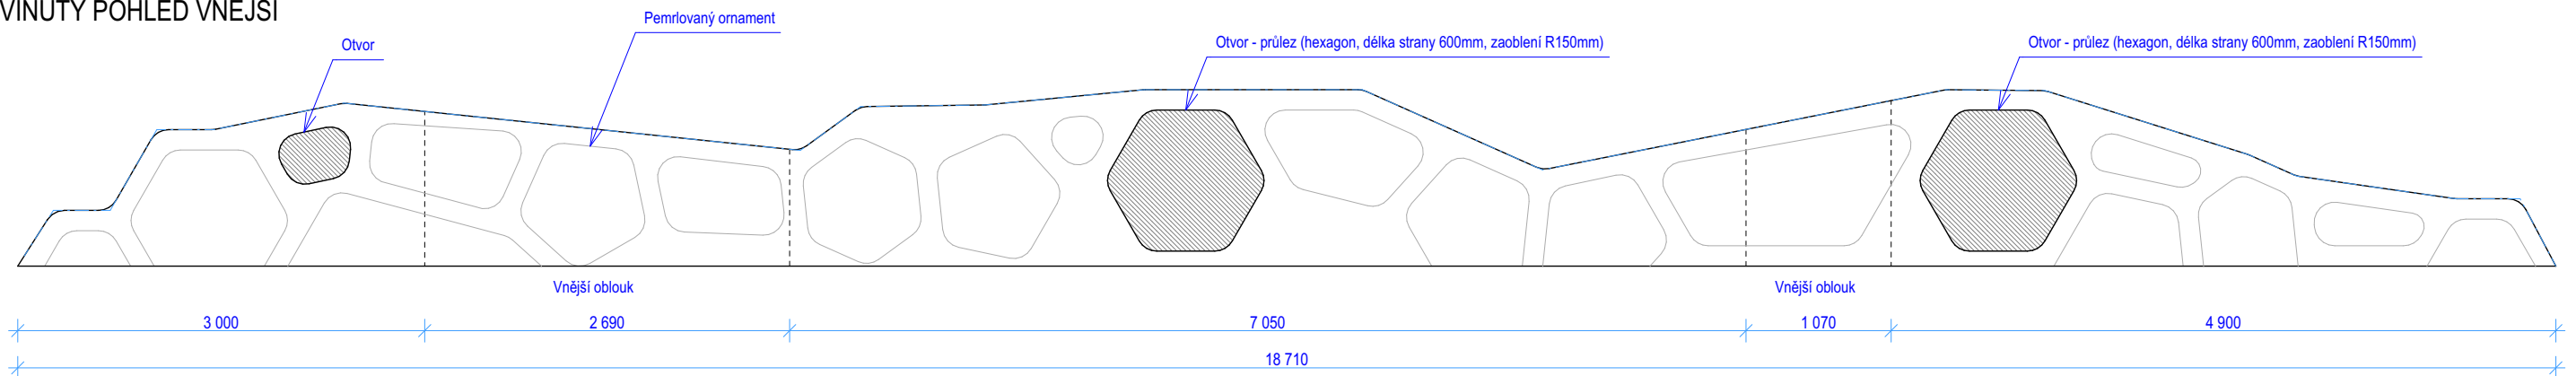 VINUTÝ POHLED VNĚJŠÍ
Pemrlovaný ornament
Otvor
Otvor - průlez (hexagon, délka strany 600mm, zaoblení R150mm)
Otvor - průlez (hexagon, délka strany 600mm, zaoblení R150mm)
Vnější oblouk
Vnější oblouk
3 000
2 690
7 050
1 070
4 900
18 710